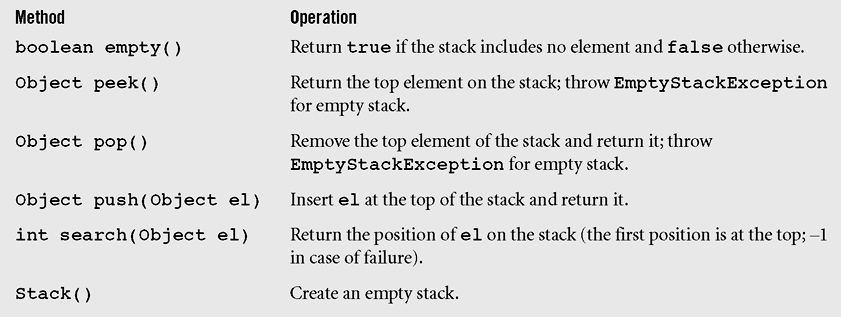 Method Operation
boolean empty() Return true if the stack includes no element and false otherwise.
Object peek() Return the top element on the stack; throw EmptyStackException
for empty stack.
Object pop() Remove the top element of the stack and return it; throw
EmptyStackException for empty stack.
Object push(Object el) Insert el at the top of the stack and return it.
int search(Object el) Return the position of el on the stack (the first position is at the top; –1
in case of failure).
Stack() Create an empty stack.